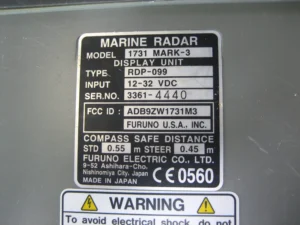 MARINE RADAR
MODEL 1731 MARK-3
DISPLAY UNIT
TYPE RDP-099
INPUT 12-32 VDC
SER.NO. 3361-4440
FCC ID : ADB9ZW1731M3
FURUNO U.S.A., INC.
COMPASS SAFE DISTANCE
STD 0.55 m STEER 0.45 m
FURUNO ELECTRIC CO., LTD.
9-52 Ashihara-Cho,
Nishinomiya City, Japan
MADE IN JAPAN CE0560
WARNING
To avoid electrical shock, do not